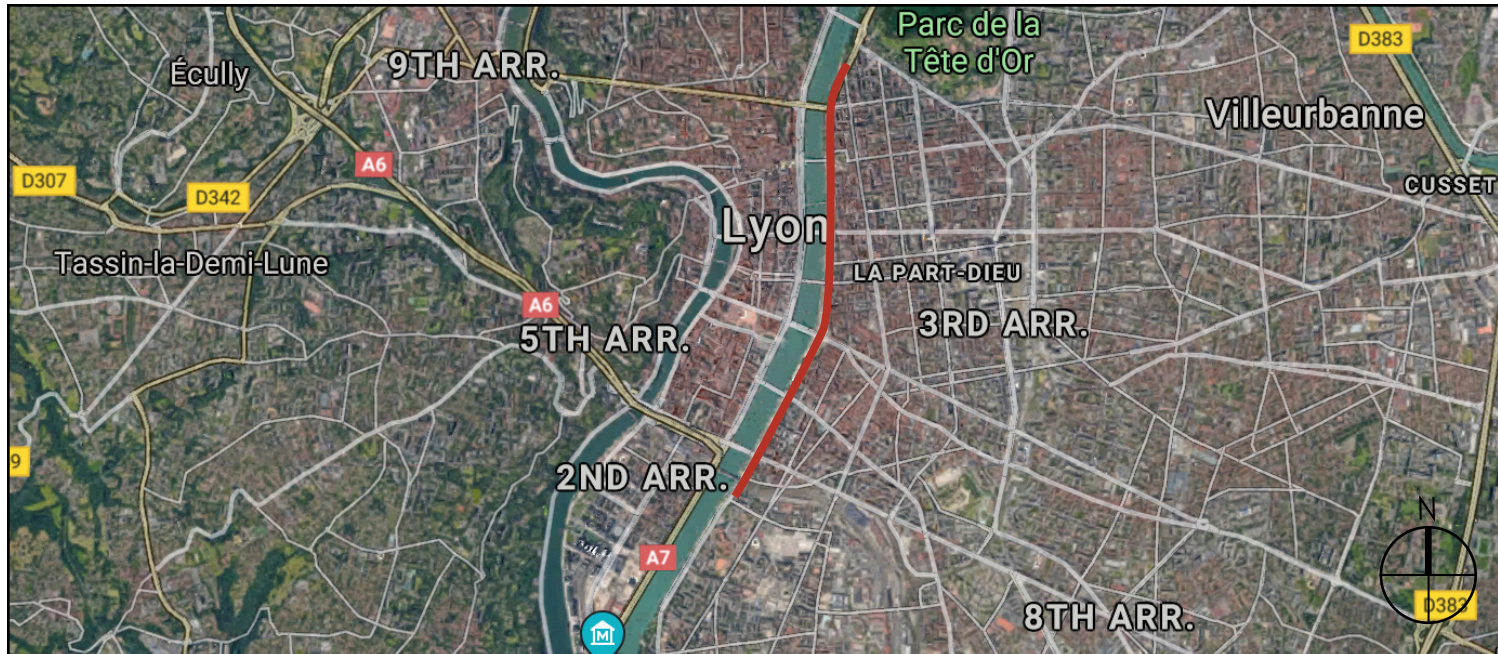 Parc de la
Tête d'Or
D383
9TH ARR.
Écully
Villeurbanne
A6
D307
D342
CUSSET
Lyon
Tassin-la-Demi-Lune
LA PART-DIEU
A6
5TH ARR.
3RD ARR.
9
2ND ARR.
N
A7
D383
8TH ARR.
M